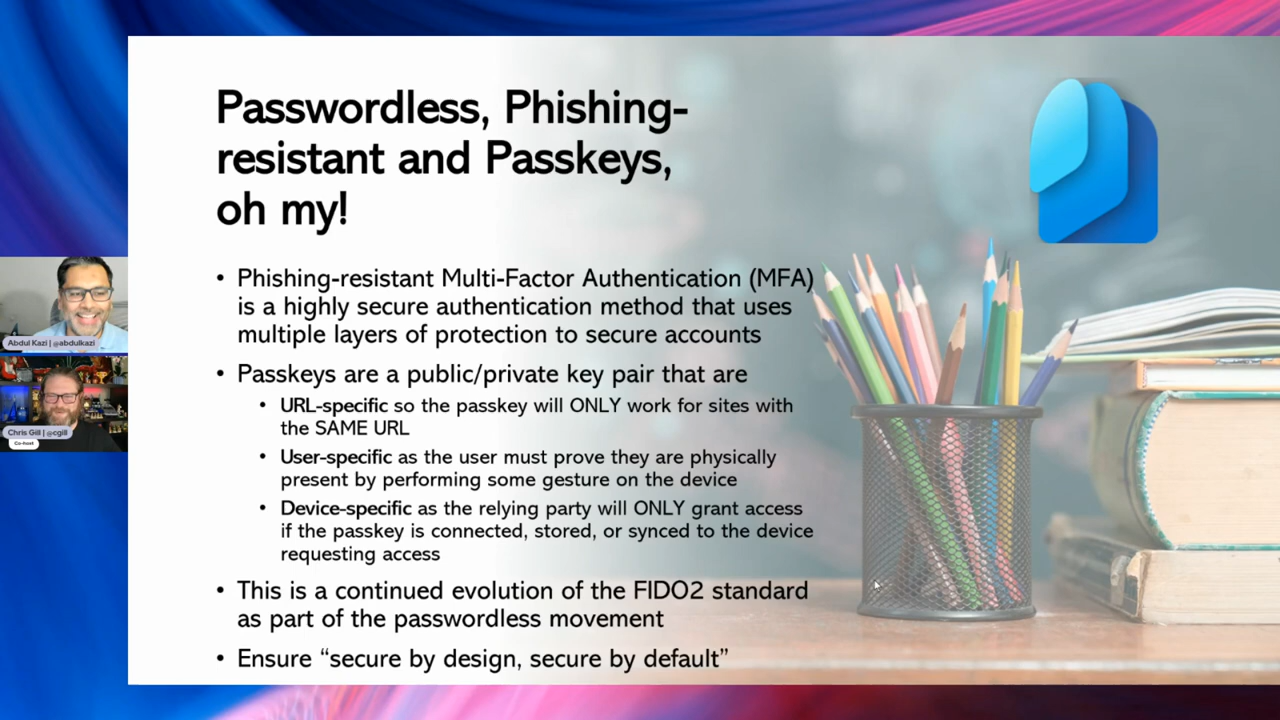 Passwordless, Phishing-
resistant and Passkeys,
oh my!
• Phishing-resistant Multi-Factor Authentication (MFA)
is a highly secure authentication method that uses
multiple layers of protection to secure accounts
• Passkeys are a public/private key pair that are
• URL-specific so the passkey will ONLY work for sites with
the SAME URL
• User-specific as the user must prove they are physically
present by performing some gesture on the device
• Device-specific as the relying party will ONLY grant access
if the passkey is connected, stored, or synced to the device
requesting access
• This is a continued evolution of the FIDO2 standard
as part of the passwordless movement
• Ensure “secure by design, secure by default”
Abdul Kazi | @abdulkazi
Chris Gill | @cgill
Co-host